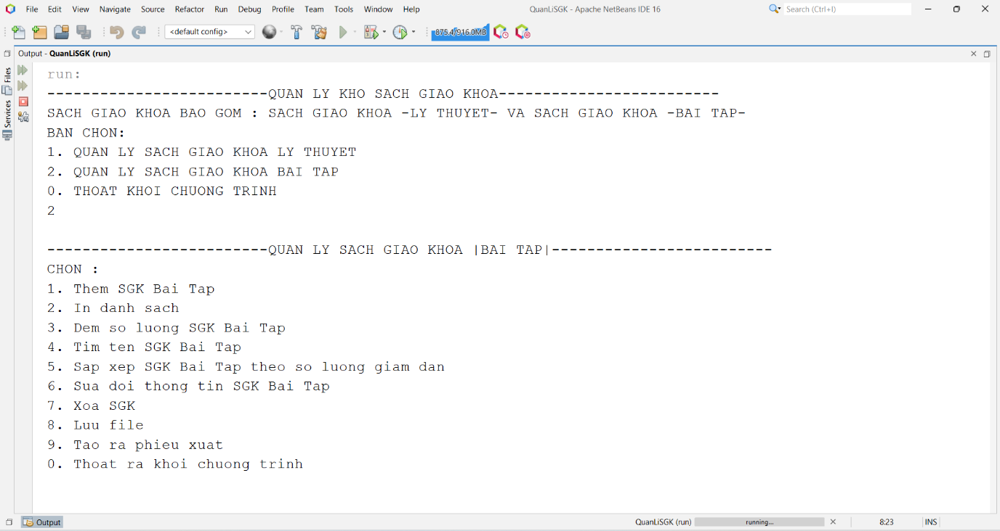 File Edit View Navigate Source Refactor Run Debug Profile Team Tools Window Help QuanLiSGK - Apache NetBeans IDE 16 Search (Ctrl+I)
<default config> 875.4/916.0MB
Output - QuanLiSGK (run)
Files
Services
run:
-------------------------QUAN LY KHO SACH GIAO KHOA-------------------------
SACH GIAO KHOA BAO GOM : SACH GIAO KHOA -LY THUYET- VA SACH GIAO KHOA -BAI TAP-
BAN CHON:
1. QUAN LY SACH GIAO KHOA LY THUYET
2. QUAN LY SACH GIAO KHOA BAI TAP
0. THOAT KHOI CHUONG TRINH
2
-------------------------QUAN LY SACH GIAO KHOA |BAI TAP|-------------------------
CHON :
1. Them SGK Bai Tap
2. In danh sach
3. Dem so luong SGK Bai Tap
4. Tim ten SGK Bai Tap
5. Sap xep SGK Bai Tap theo so luong giam dan
6. Sua doi thong tin SGK Bai Tap
7. Xoa SGK
8. Luu file
9. Tao ra phieu xuat
0. Thoat ra khoi chuong trinh
Output QuanLiSGK (run) running... 8:23 INS